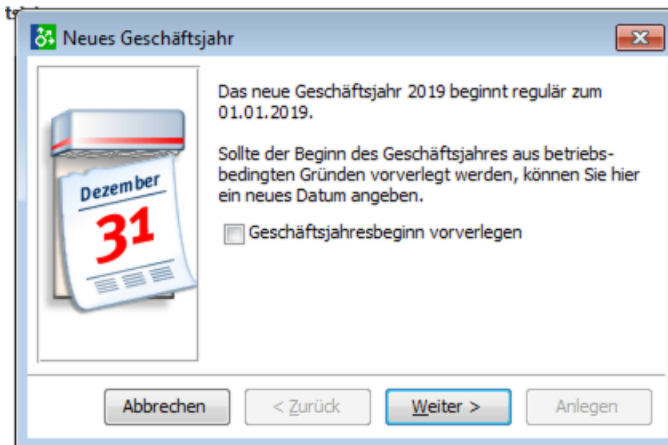 Neues Geschäftsjahr
Dezember
31
Das neue Geschäftsjahr 2019 beginnt regulär zum
01.01.2019.
Sollte der Beginn des Geschäftsjahres aus betriebs-
bedingten Gründen vorverlegt werden, können Sie hier
ein neues Datum angeben.
Geschäftsjahresbeginn vorverlegen
Abbrechen
< Zurück
Weiter >
Anlegen